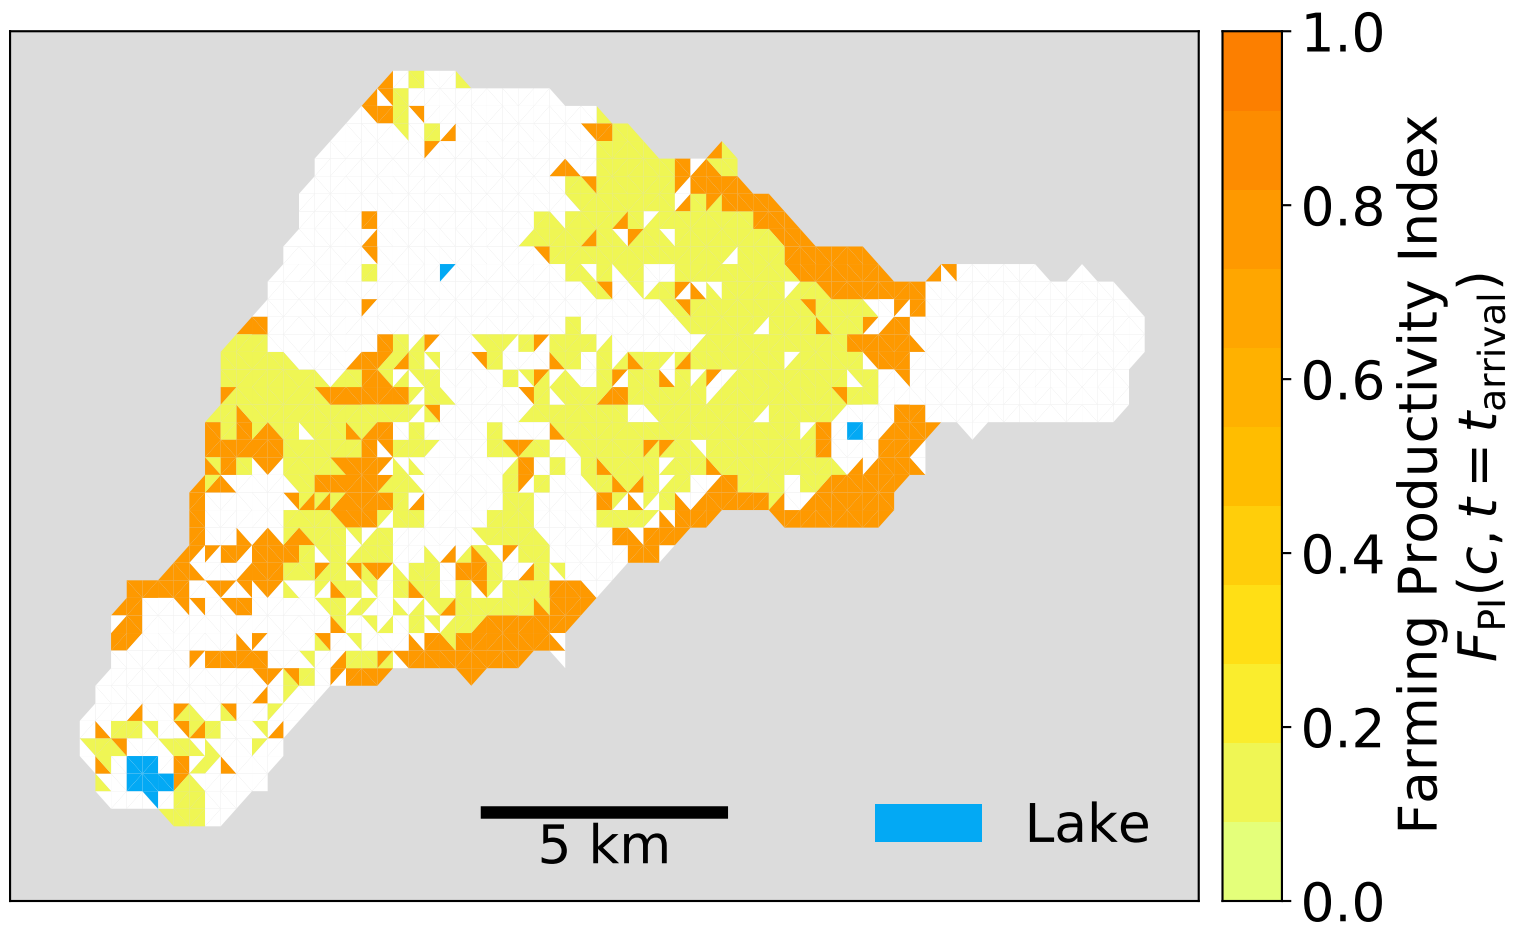 5 km
Lake
1.0
0.8
0.6
0.4
0.2
0.0
Farming Productivity Index
F_PI(c, t = t_arrival)